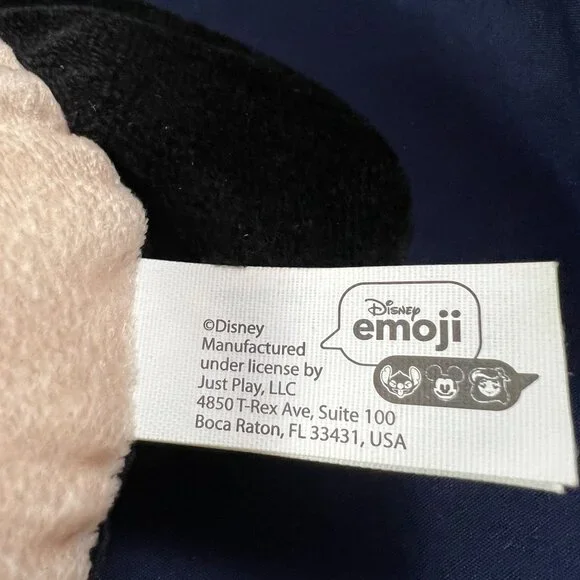 ©Disney
Manufactured
under license by
Just Play, LLC
4850 T-Rex Ave, Suite 100
Boca Raton, FL 33431, USA
Disney
emoji